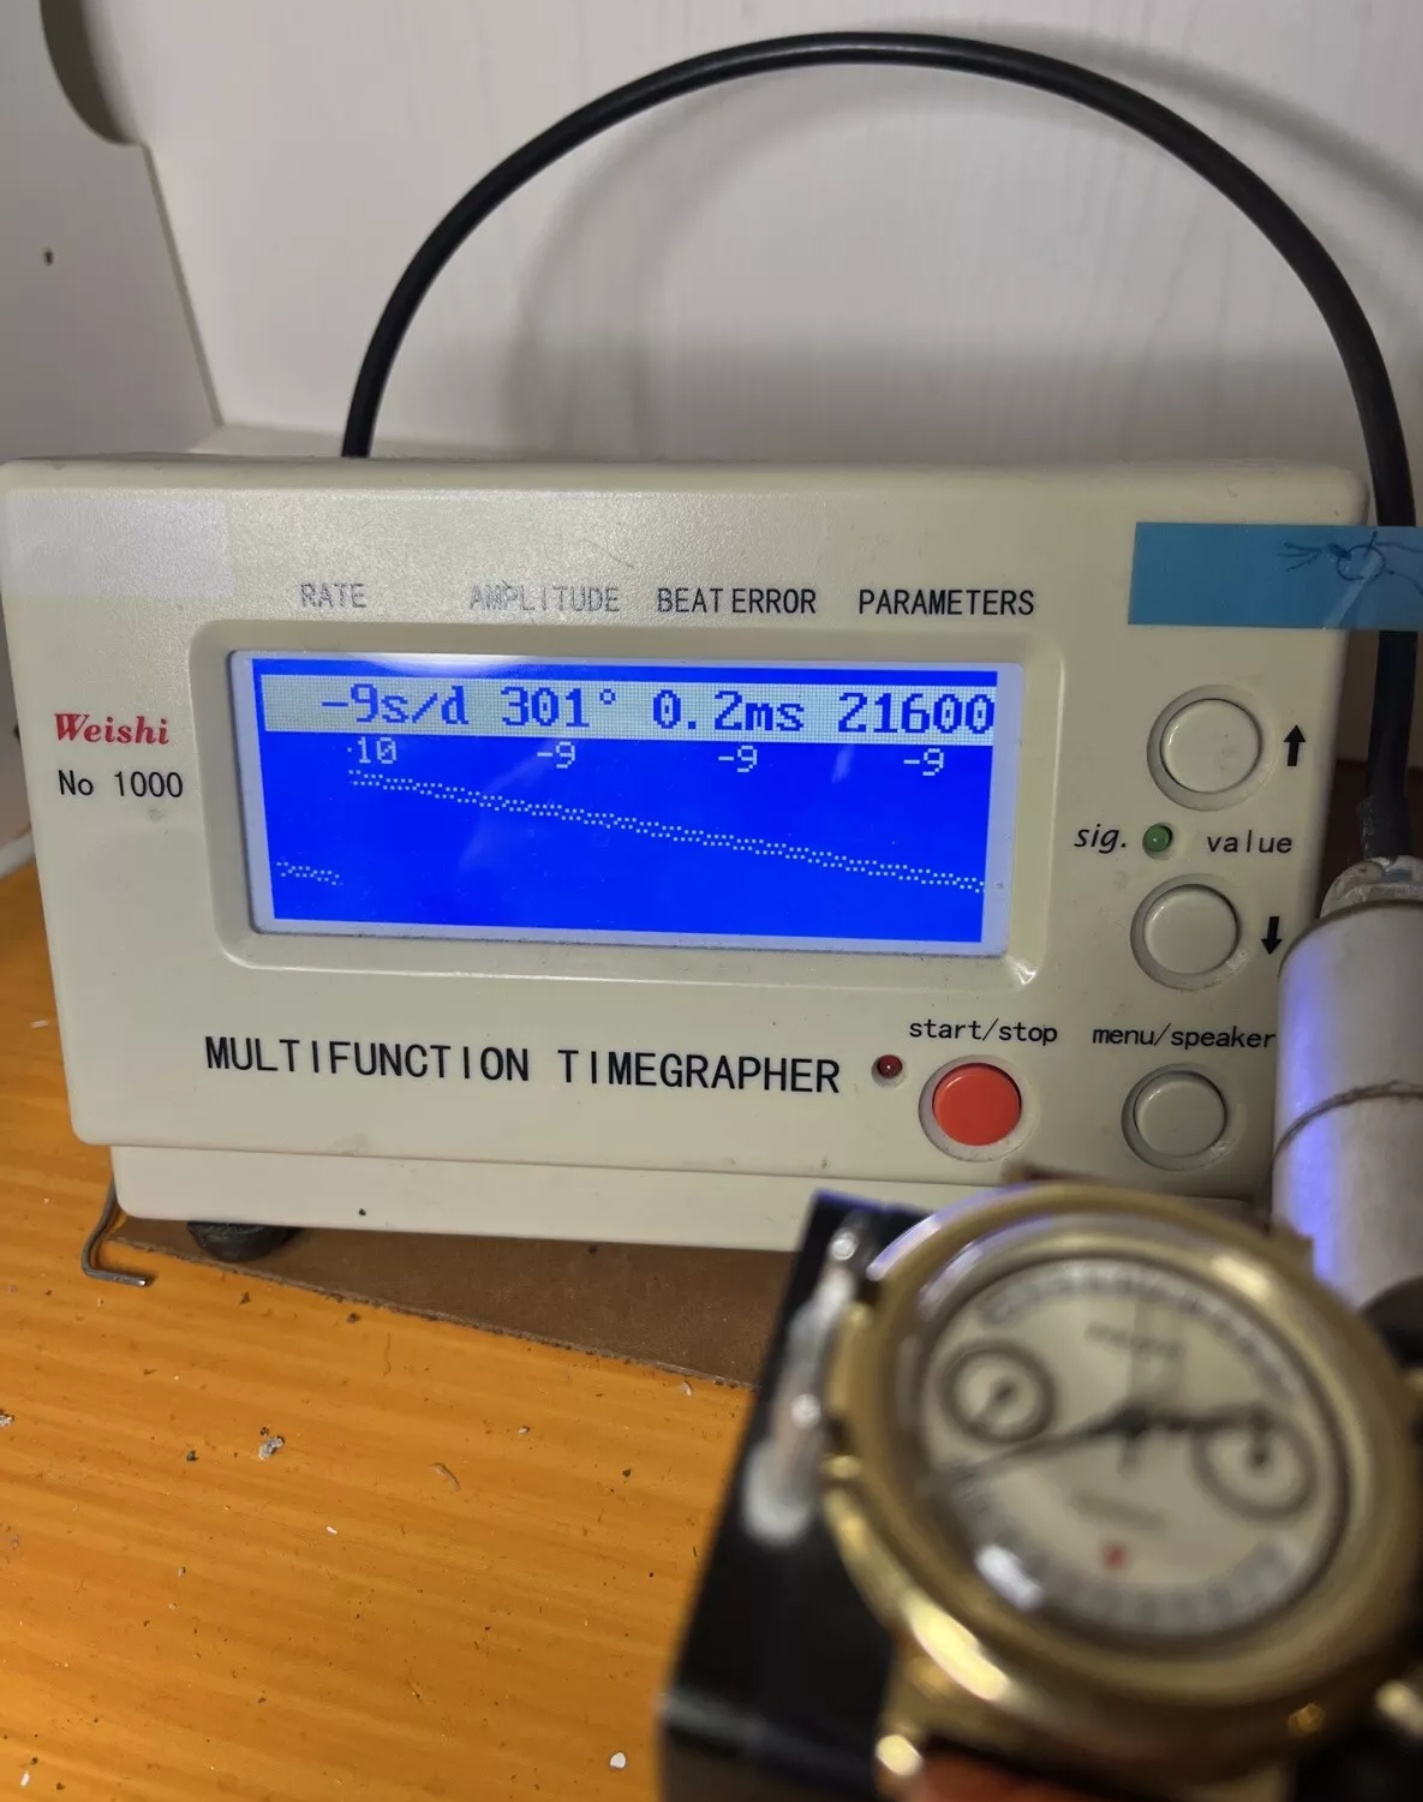 RATE AMPLITUDE BEAT ERROR PARAMETERS
-9s/d 301° 0.2ms 21600
-10 -9 -9 -9
Weishi
No 1000
sig. value
start/stop menu/speaker
MULTIFUNCTION TIMEGRAPHER